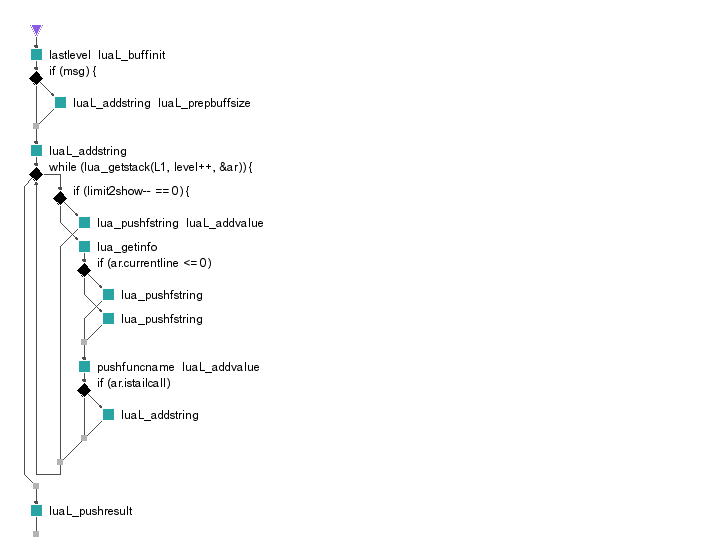 lastlevel luaL_buffinit
if (msg) {
luaL_addstring luaL_prepbuffsize
luaL_addstring
while (lua_getstack(L1, level++, &ar)) {
if (limit2show-- == 0) {
lua_pushfstring luaL_addvalue
lua_getinfo
if (ar.currentline <= 0)
lua_pushfstring
lua_pushfstring
pushfuncname luaL_addvalue
if (ar.istailcall)
luaL_addstring
luaL_pushresult